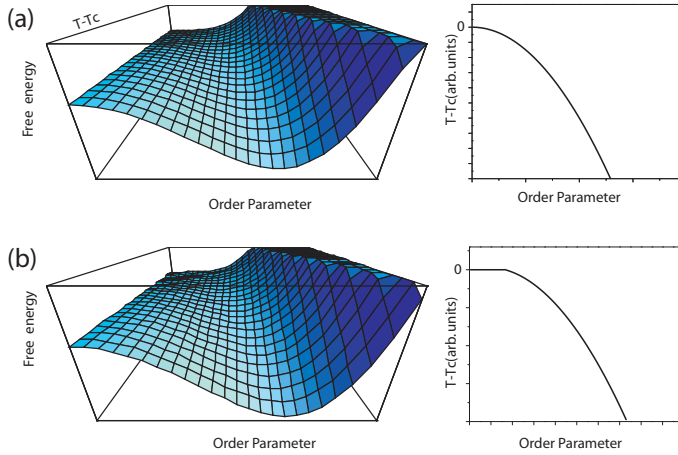 (a)
T-Tc
Free energy
Order Parameter
0
T-Tc(arb.units)
Order Parameter
(b)
Free energy
Order Parameter
0
T-Tc(arb.units)
Order Parameter